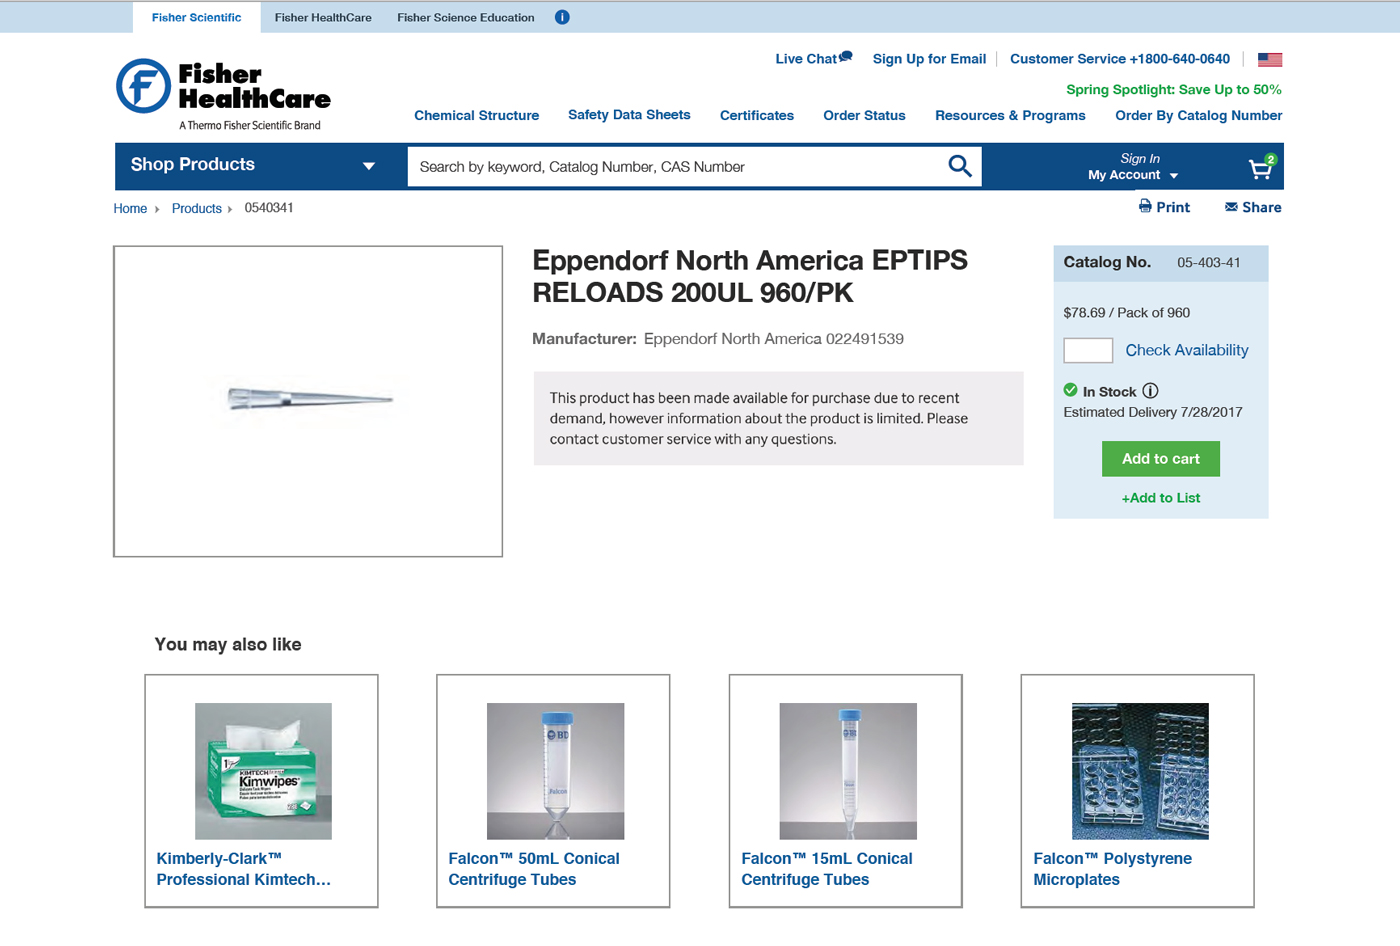 Fisher Scientific
Fisher HealthCare
Fisher Science Education
i
Live Chat
Sign Up for Email
Customer Service +1800-640-0640
Spring Spotlight: Save Up to 50%
Fisher
HealthCare
A Thermo Fisher Scientific Brand
Chemical Structure
Safety Data Sheets
Certificates
Order Status
Resources & Programs
Order By Catalog Number
Shop Products
Search by keyword, Catalog Number, CAS Number
Sign In
My Account
2
Home
Products
0540341
Print
Share
Eppendorf North America EPTIPS
RELOADS 200UL 960/PK
Manufacturer: Eppendorf North America 022491539
This product has been made available for purchase due to recent
demand, however information about the product is limited. Please
contact customer service with any questions.
Catalog No. 05-403-41
$78.69 / Pack of 960
Check Availability
In Stock
Estimated Delivery 7/28/2017
Add to cart
+Add to List
You may also like
KIMTECH
Kimwipes
BD
Falcon
BD
Kimberly-Clark™
Professional Kimtech...
Falcon™ 50mL Conical
Centrifuge Tubes
Falcon™ 15mL Conical
Centrifuge Tubes
Falcon™ Polystyrene
Microplates